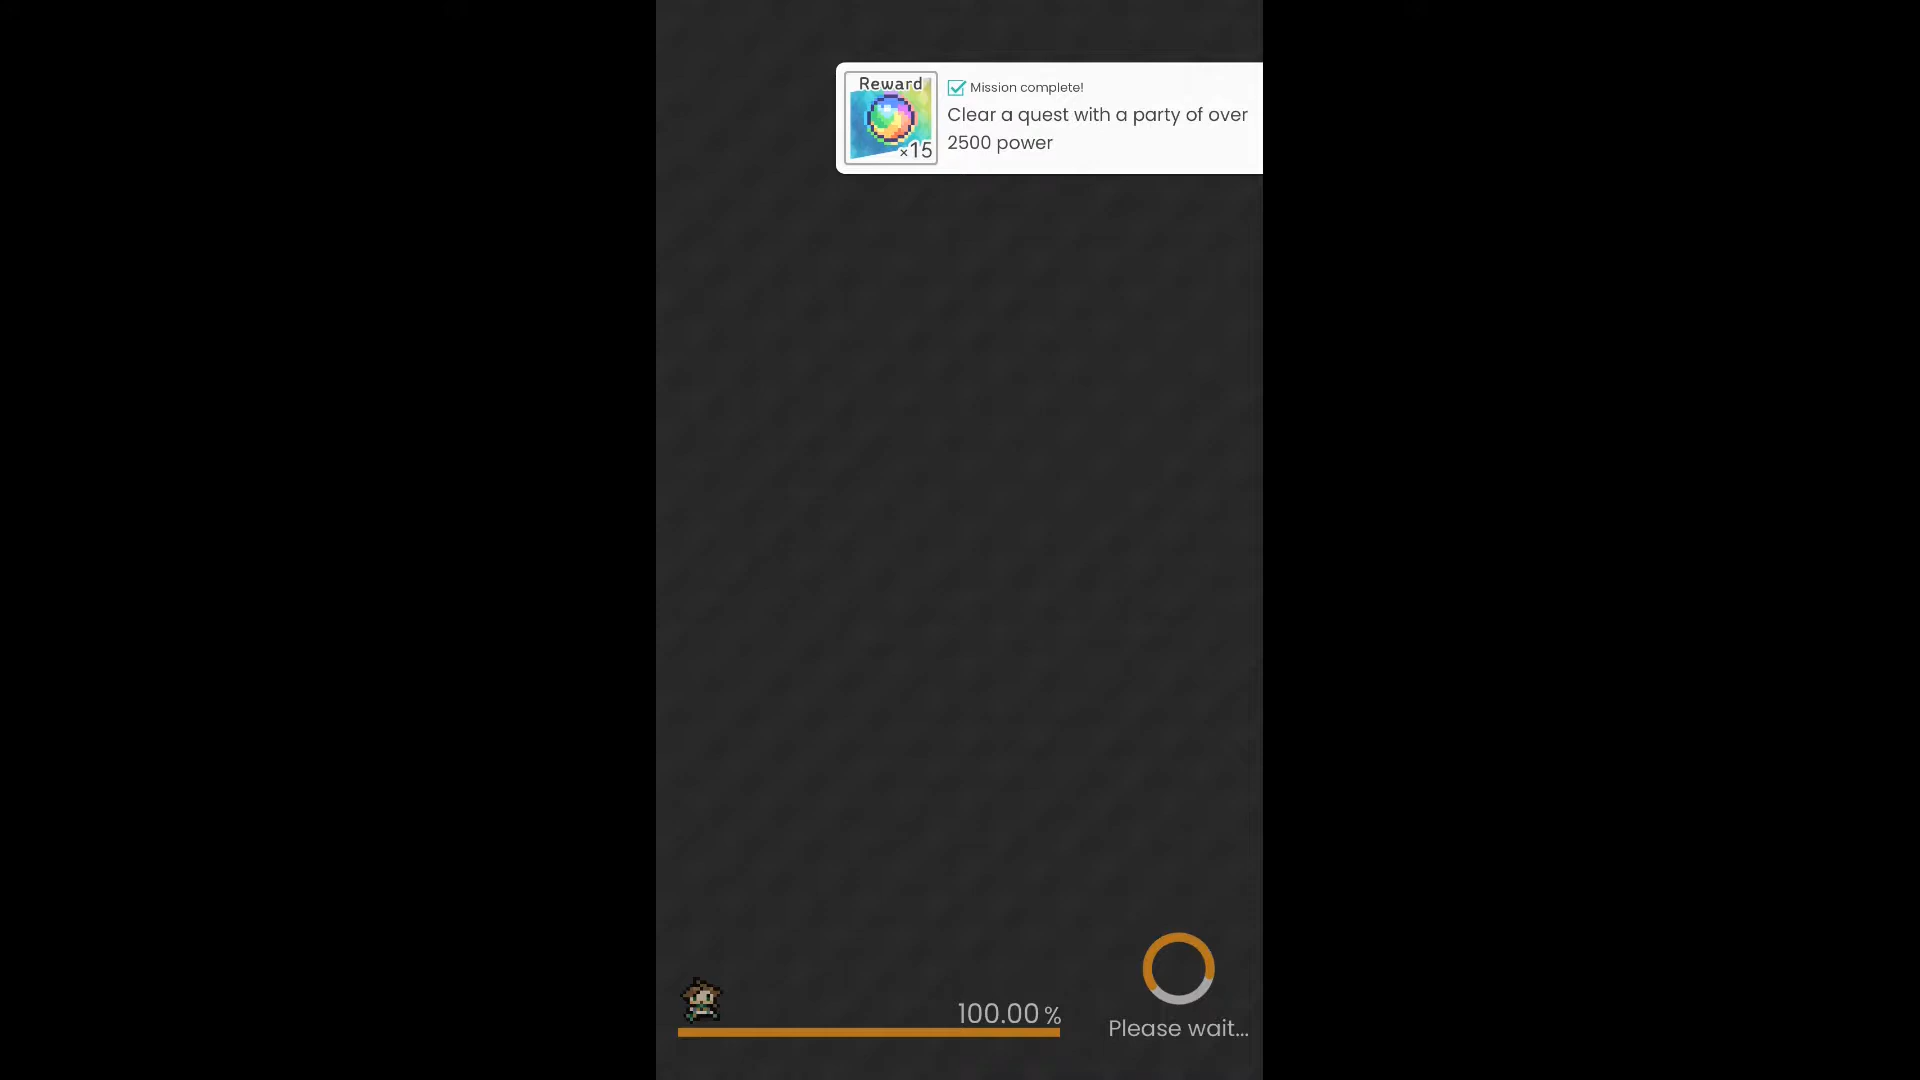 Reward
×15
Mission complete!
Clear a quest with a party of over
2500 power
100.00 %
Please wait...